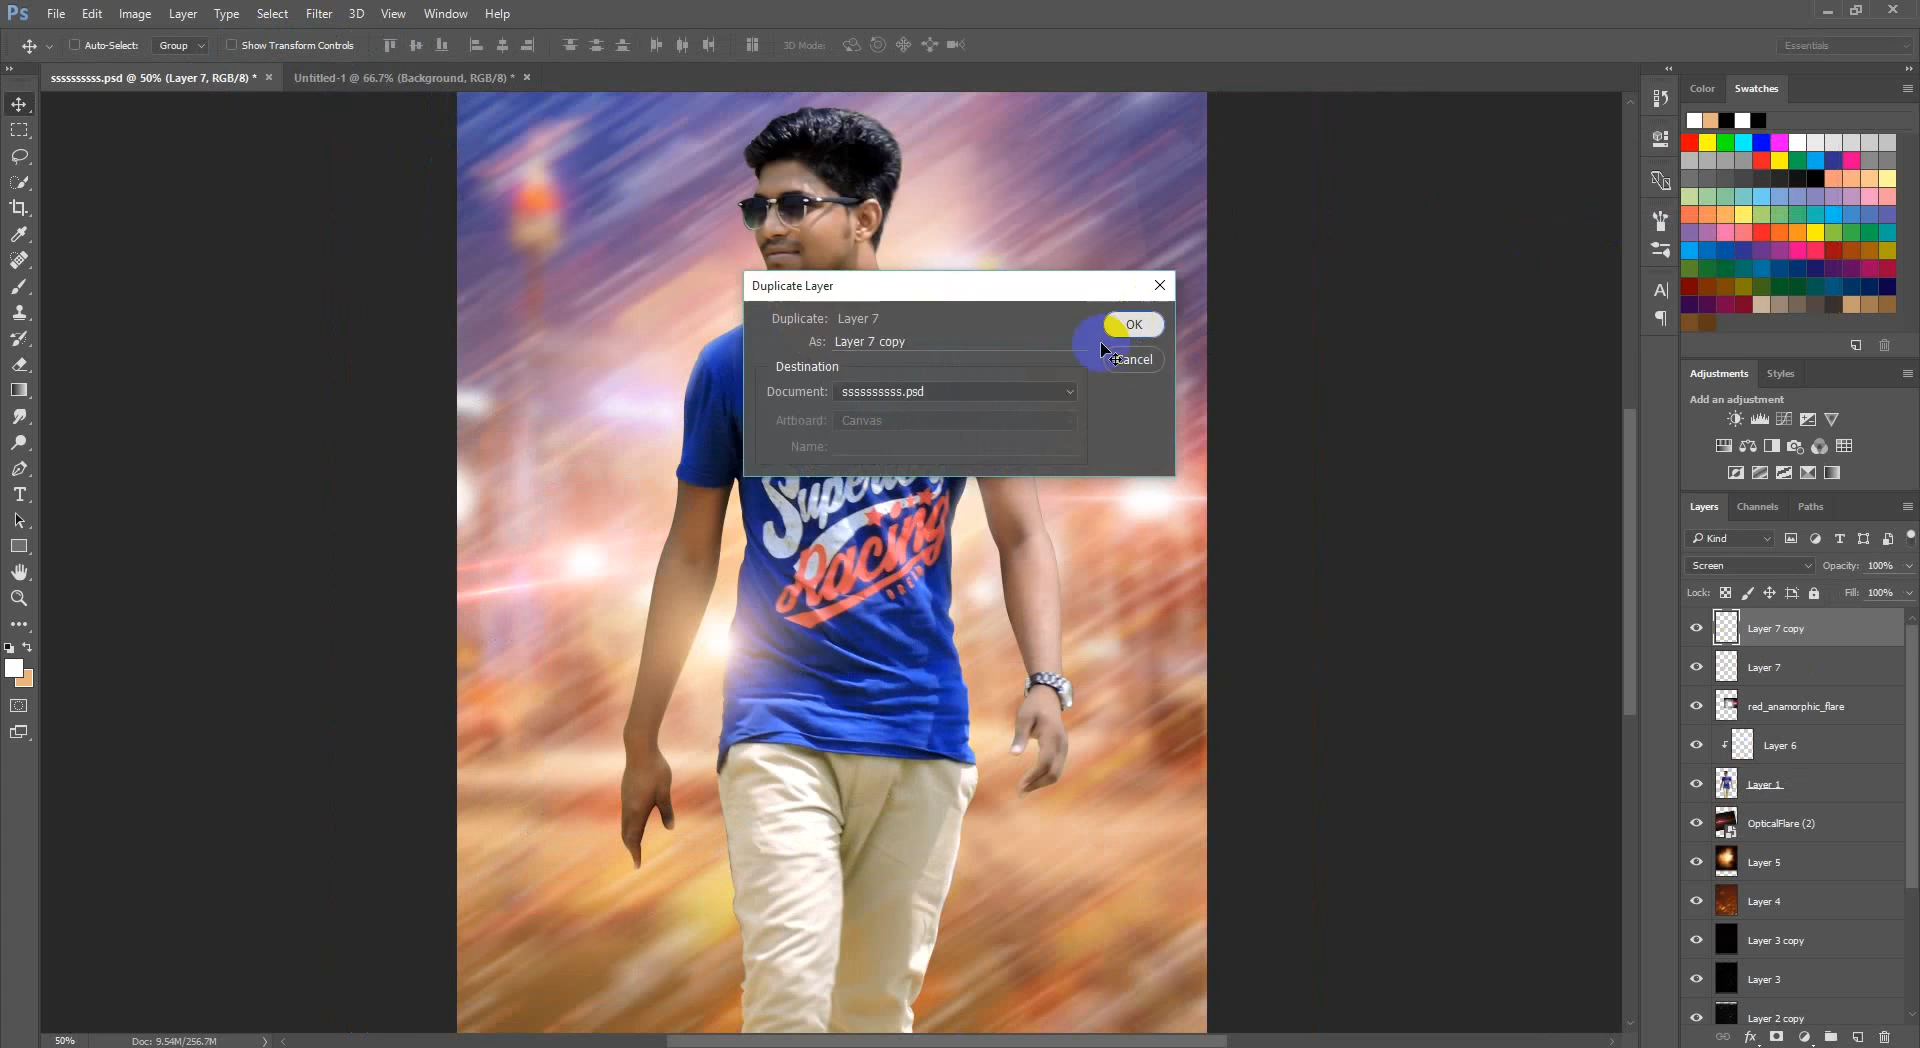 Ps File Edit Image Layer Type Select Filter 3D View Window Help
Auto-Select: Group Show Transform Controls 3D Mode: Essentials
ssssssssss.psd @ 50% (Layer 7, RGB/8) * × Untitled-1 @ 66.7% (Background, RGB/8) * ×
Color Swatches
Duplicate Layer
Duplicate: Layer 7
OK
As: Layer 7 copy
Cancel
Destination
Document: ssssssssss.psd
Artboard: Canvas
Name:
Superior
Racing
BREID
Adjustments Styles
Add an adjustment
Layers Channels Paths
Kind
Screen Opacity: 100%
Lock: Fill: 100%
Layer 7 copy
Layer 7
red_anamorphic_flare
Layer 6
Layer 1
OpticalFlare (2)
Layer 5
Layer 4
Layer 3 copy
Layer 3
Layer 2 copy
50% Doc: 9.54M/256.7M